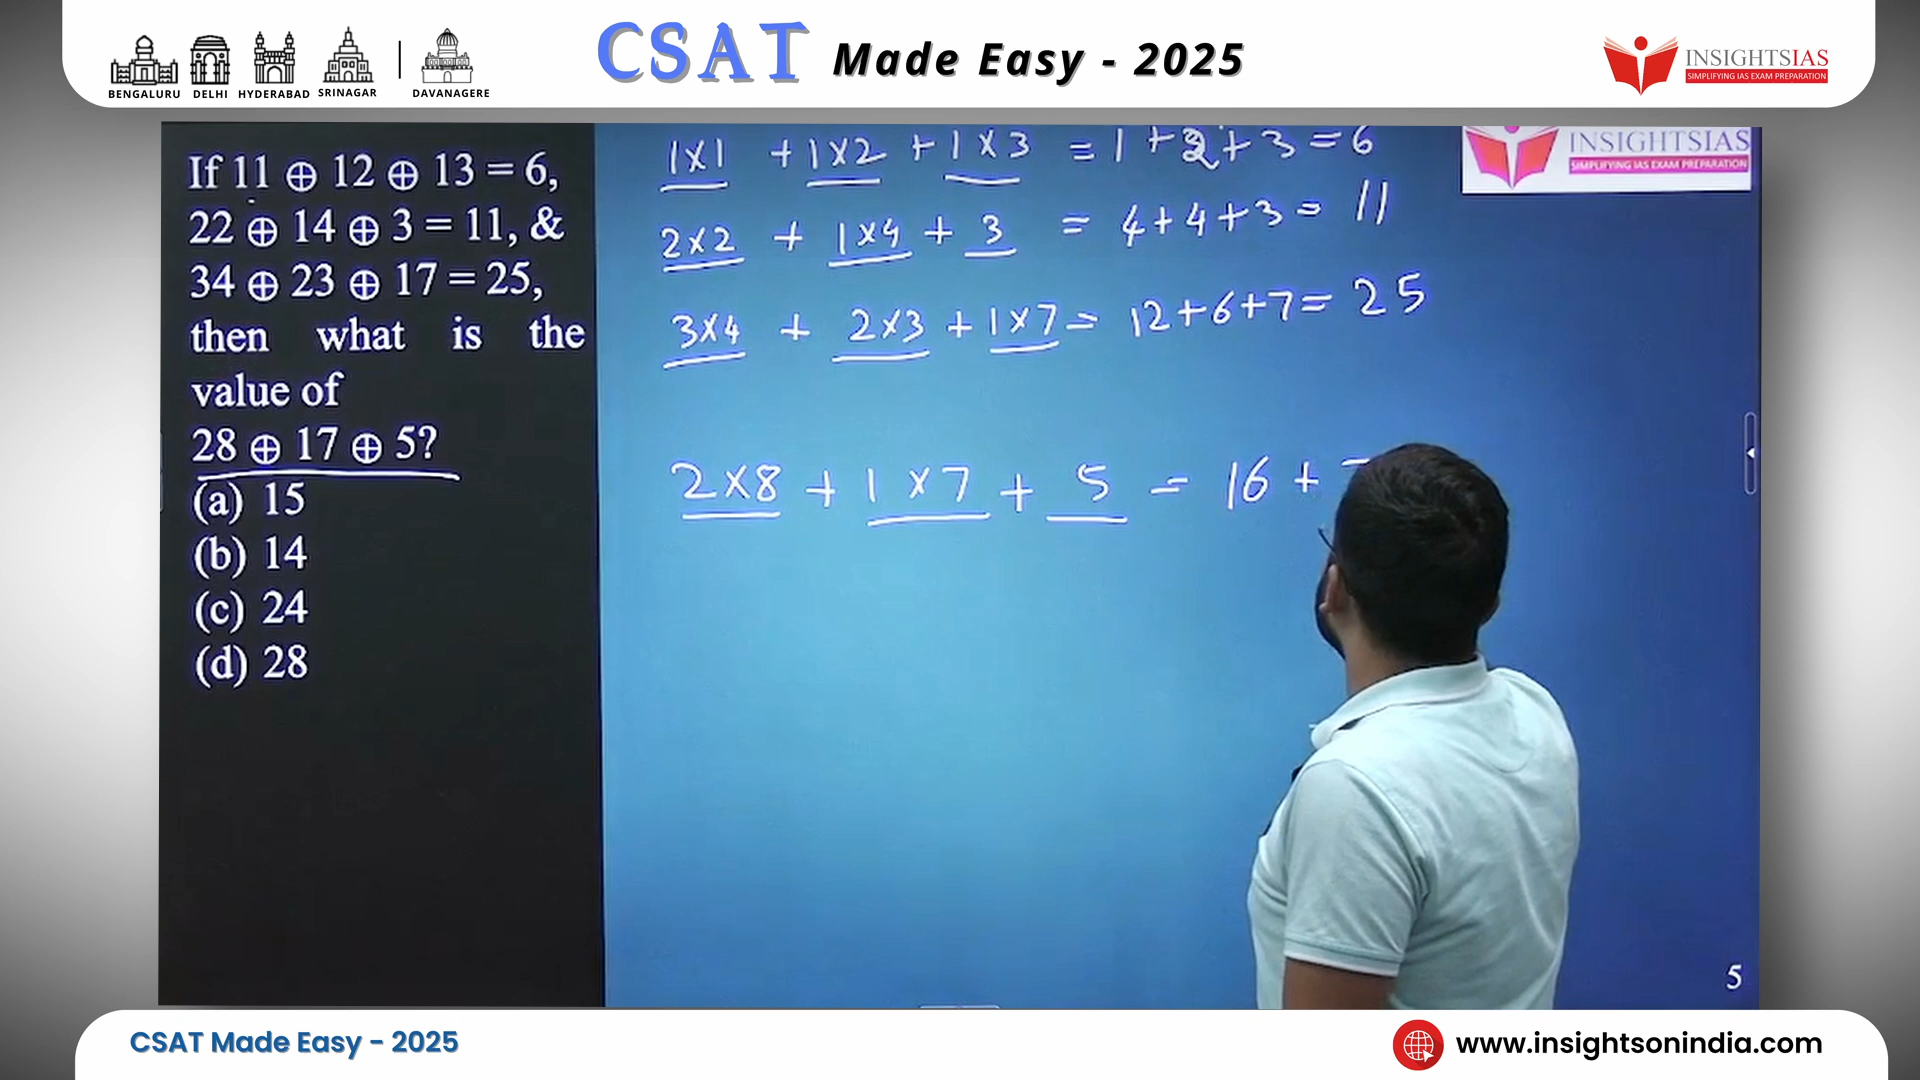 BENGALURU DELHI HYDERABAD SRINAGAR DAVANAGERE
CSAT Made Easy - 2025
INSIGHTSIAS
SIMPLIFYING IAS EXAM PREPARATION
If 11 ⊕ 12 ⊕ 13 = 6,
22 ⊕ 14 ⊕ 3 = 11, &
34 ⊕ 23 ⊕ 17 = 25,
then what is the
value of
28 ⊕ 17 ⊕ 5?
(a) 15
(b) 14
(c) 24
(d) 28
1×1 + 1×2 + 1×3 = 1 + 2 + 3 = 6
2×2 + 1×4 + 3 = 4+4+3 = 11
3×4 + 2×3 + 1×7 = 12+6+7 = 25
2×8 + 1×7 + 5 = 16 +
INSIGHTSIAS
SIMPLIFYING IAS EXAM PREPARATION
5
CSAT Made Easy - 2025
www.insightsonindia.com